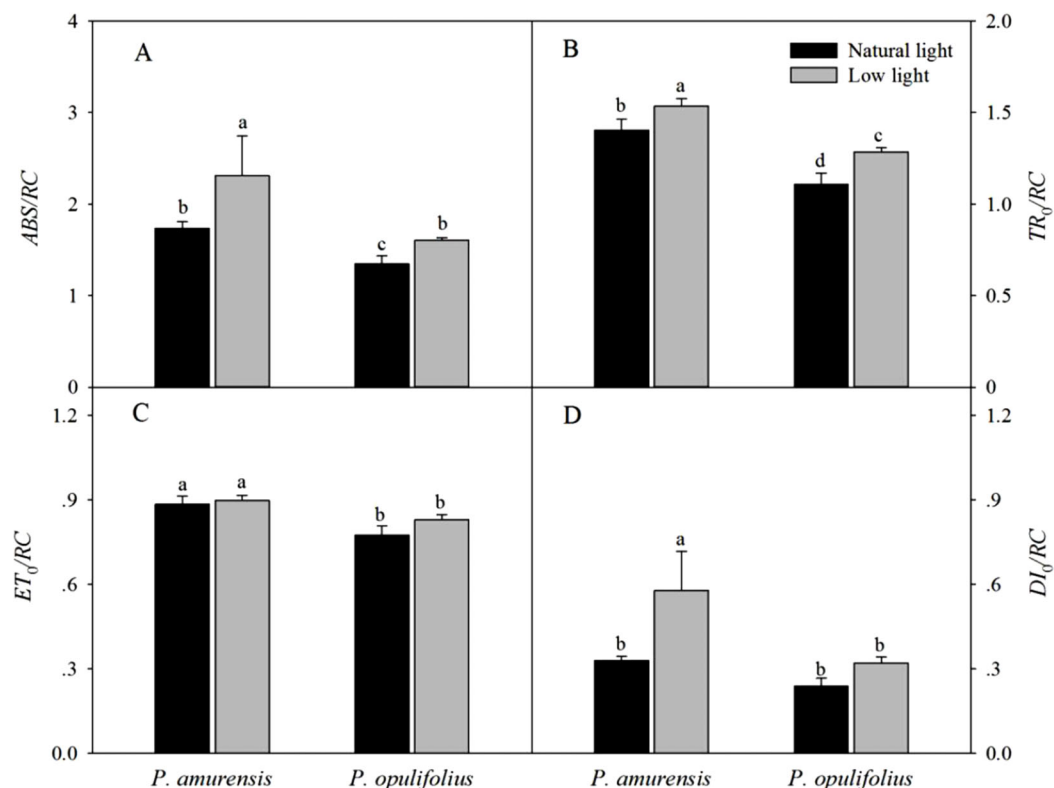 A
4
3
2
1
0
ABS/RC
b
a
c
b
B
Natural light
Low light
b
a
d
c
2.0
1.5
1.0
0.5
0
TR0/RC
C
1.2
.9
.6
.3
0.0
ET0/RC
a
a
b
b
P. amurensis
P. opulifolius
D
b
a
b
b
1.2
.9
.6
.3
0.0
DI0/RC
P. amurensis
P. opulifolius